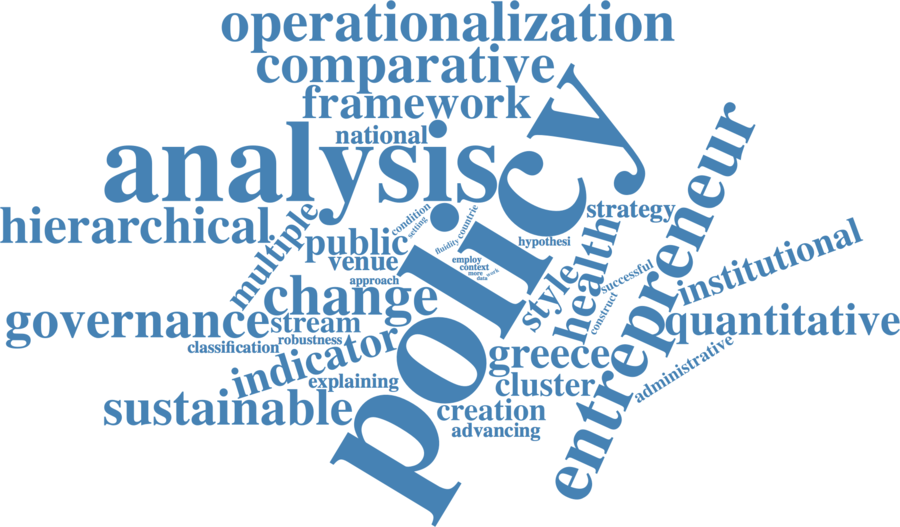 operationalization
comparative
framework
national
analysis
policy
entrepreneur
hierarchical
multiple
condition
setting
fluidity
countrie
strategy
public
venue
approach
hypothesi
employ
context
more
work
data
health
style
successful
construct
institutional
change
governance
stream
robustness
classification
indicator
explaining
sustainable
greece
cluster
creation
advancing
quantitative
administrative